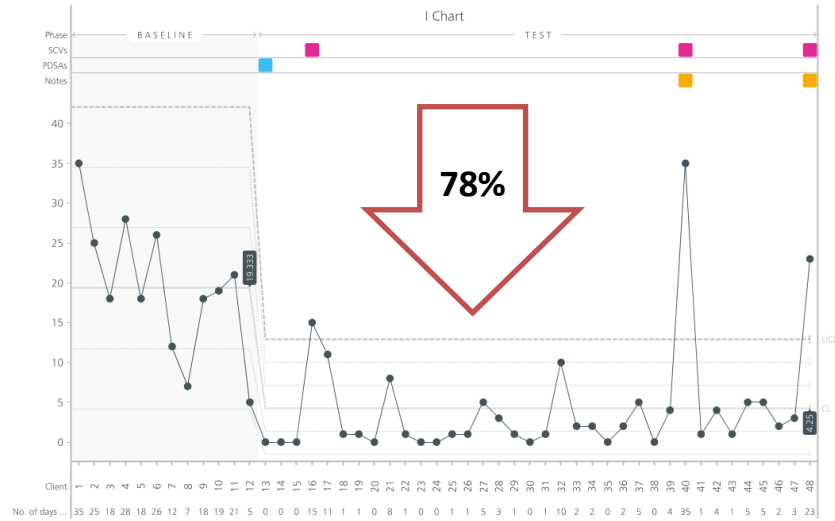 I Chart
Phase BASELINE TEST
SCVs
PDSAs
Notes
40
35
30
25
20
15
10
5
0
78%
19.333
UCL
CL
4.25
Client 1 2 3 4 5 6 7 8 9 10 11 12 13 14 15 16 17 18 19 20 21 22 23 24 25 26 27 28 29 30 31 32 33 34 35 36 37 38 39 40 41 42 43 44 45 46 47 48
No. of days ... 35 25 18 28 18 26 12 7 18 19 21 5 0 0 0 15 11 1 1 0 8 1 0 0 1 1 5 3 1 0 1 10 2 2 0 2 5 0 4 35 1 4 1 5 5 2 3 23